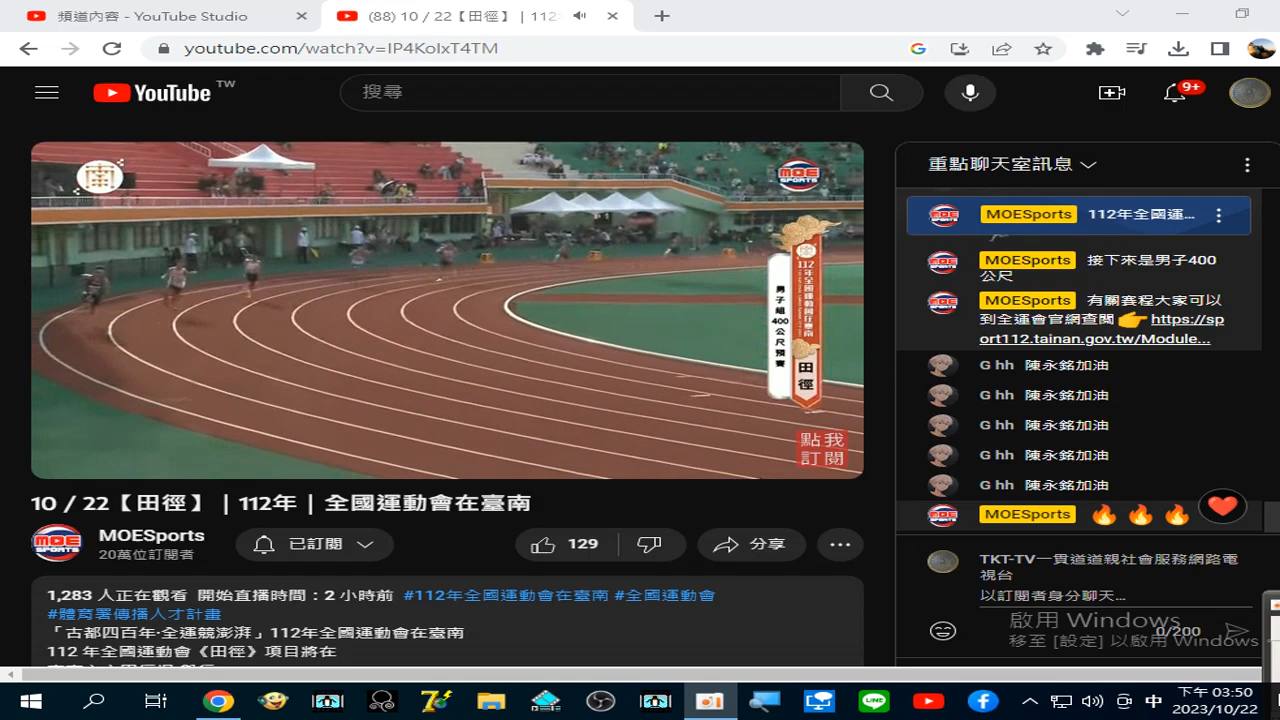 頻道內容 - YouTube Studio
(88) 10 / 22【田徑】 | 112
youtube.com/watch?v=IP4KoIxT4TM
YouTube TW
搜尋
9+
南
MOE SPORTS
112年全國運動會在臺南
男子組400公尺預賽
田徑
點我
訂閱
10 / 22【田徑】 | 112年 | 全國運動會在臺南
MOE SPORTS
MOESports
20萬位訂閱者
已訂閱
129
分享
1,283 人正在觀看 開始直播時間：2 小時前 #112年全國運動會在臺南 #全國運動會
#體育署傳播人才計畫
「古都四百年‧全運競澎湃」112年全國運動會在臺南
112 年全國運動會《田徑》項目將在
重點聊天室訊息
MOESports 112年全國運...
MOESports 接下來是男子400
公尺
MOESports 有關賽程大家可以
到全運會官網查閱 👉 https://sp
ort112.tainan.gov.tw/Module...
G hh 陳永銘加油
G hh 陳永銘加油
G hh 陳永銘加油
G hh 陳永銘加油
G hh 陳永銘加油
MOESports 🔥 🔥 🔥
TKT-TV一貫道道親社會服務網路電
視台
以訂閱者身分聊天...
啟用 Windows
移至 [設定] 以啟用 Windows
0/200
中
下午 03:50
2023/10/22